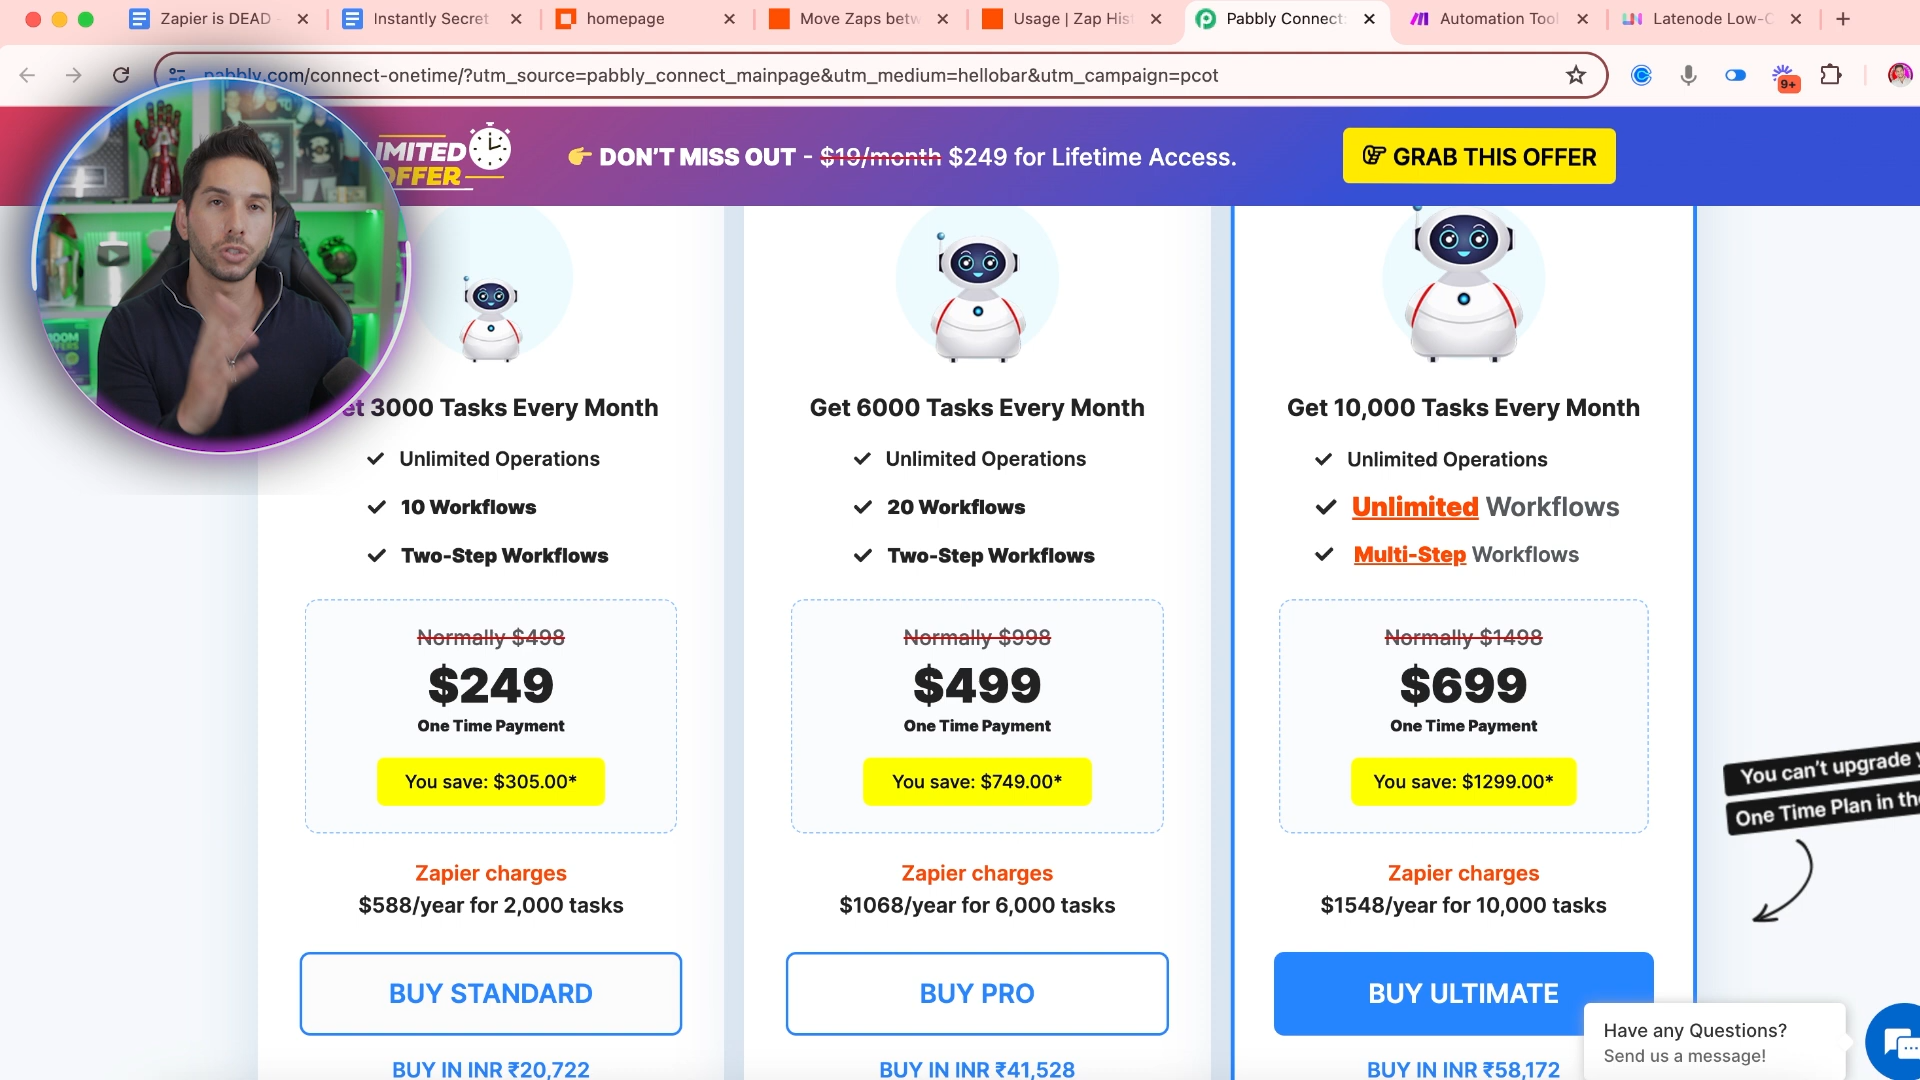 Zapier is DEAD
Instantly Secret
homepage
Move Zaps betw
Usage | Zap Hist
Pabbly Connect:
Automation Tool
Latenode Low-C
pabbly.com/connect-onetime/?utm_source=pabbly_connect_mainpage&utm_medium=hellobar&utm_campaign=pcot
9+
LIMITED
OFFER
DON'T MISS OUT - $19/month $249 for Lifetime Access.
GRAB THIS OFFER
et 3000 Tasks Every Month
Unlimited Operations
10 Workflows
Two-Step Workflows
Normally $498
$249
One Time Payment
You save: $305.00*
Zapier charges
$588/year for 2,000 tasks
BUY STANDARD
BUY IN INR ₹20,722
Get 6000 Tasks Every Month
Unlimited Operations
20 Workflows
Two-Step Workflows
Normally $998
$499
One Time Payment
You save: $749.00*
Zapier charges
$1068/year for 6,000 tasks
BUY PRO
BUY IN INR ₹41,528
Get 10,000 Tasks Every Month
Unlimited Operations
Unlimited Workflows
Multi-Step Workflows
Normally $1498
$699
One Time Payment
You save: $1299.00*
Zapier charges
$1548/year for 10,000 tasks
BUY ULTIMATE
BUY IN INR ₹58,172
You can't upgrade y
One Time Plan in the
Have any Questions?
Send us a message!